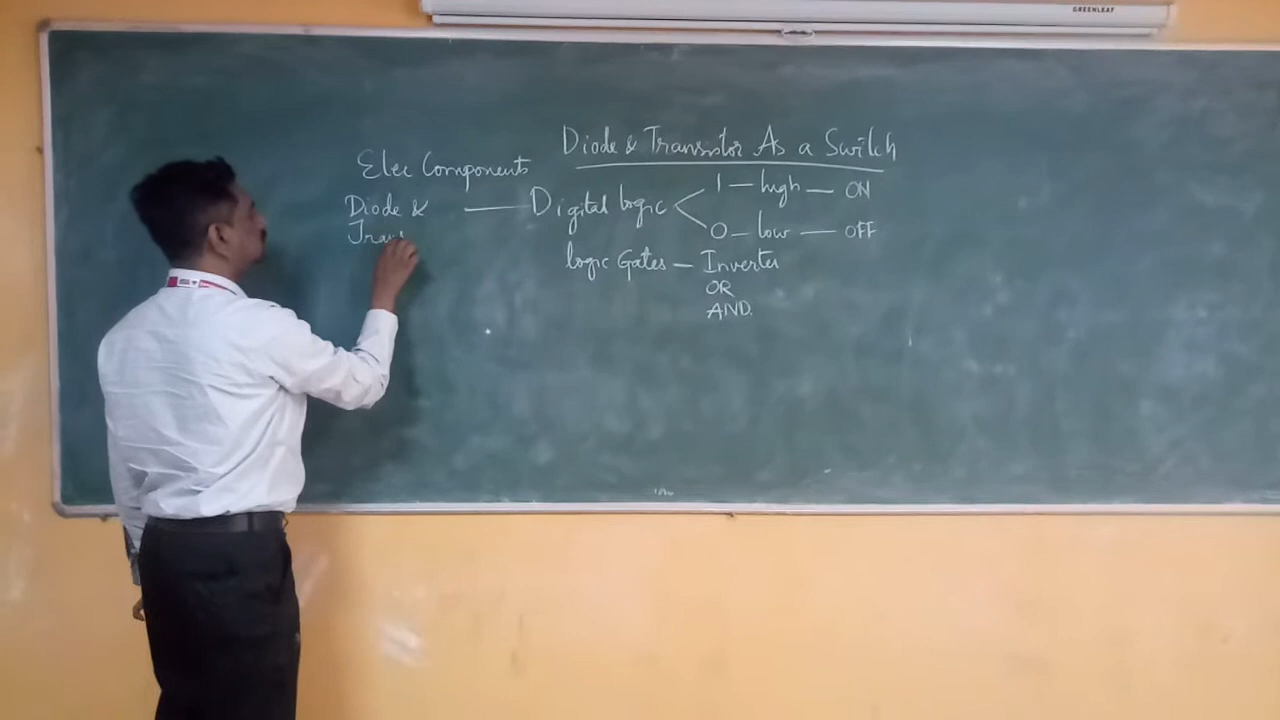 GREENLEAF
Diode & Transistor As a Switch
Elec Components
Diode & — Digital logic < 1 — high — ON
Trans
0 — low — OFF
logic Gates — Inverter
OR
AND.